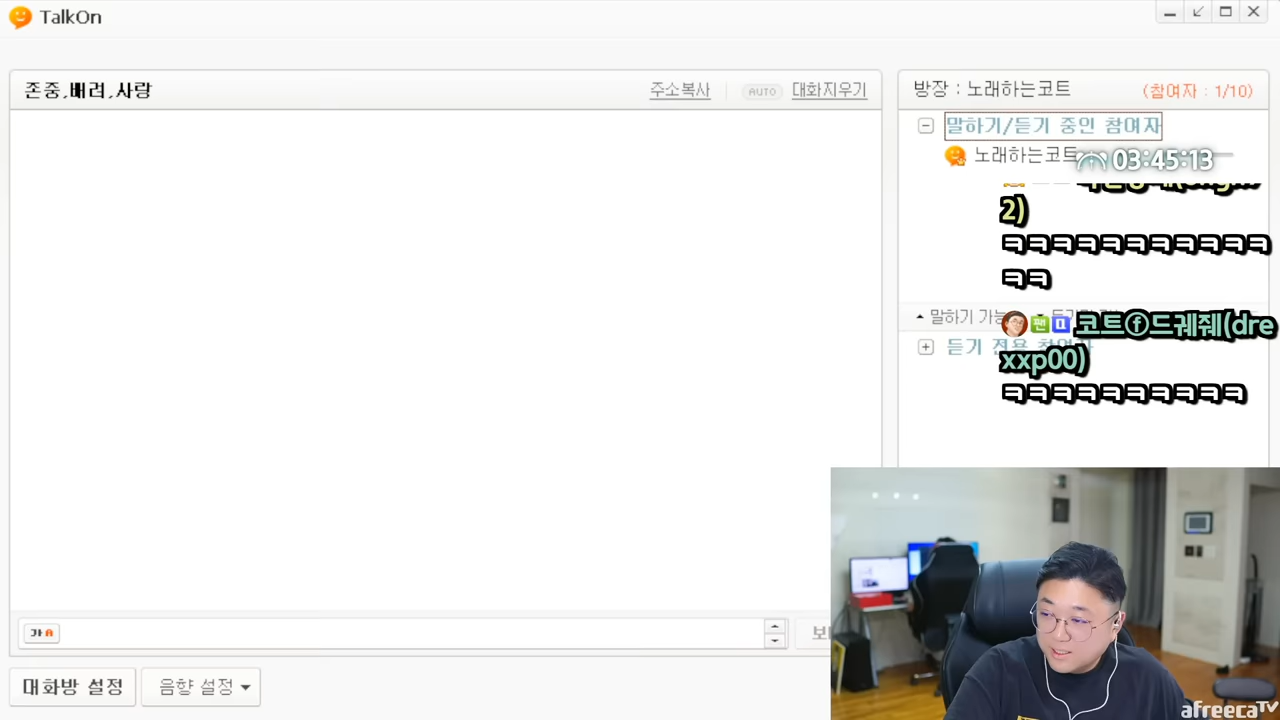 TalkOn
존중,배려,사랑
주소복사
AUTO
대화지우기
방장 : 노래하는코트
(참여자 : 1/10)
말하기/듣기 중인 참여자
노래하는코트
03:45:13
2)
ㅋㅋㅋㅋㅋㅋㅋㅋㅋㅋㅋ
ㅋㅋ
말하기 가능
팬
코트ⓕ드궤줴(dre
xxp00)
듣기 전용 참여자
ㅋㅋㅋㅋㅋㅋㅋㅋㅋㅋ
가A
대화방 설정
음향 설정
afreecaTV